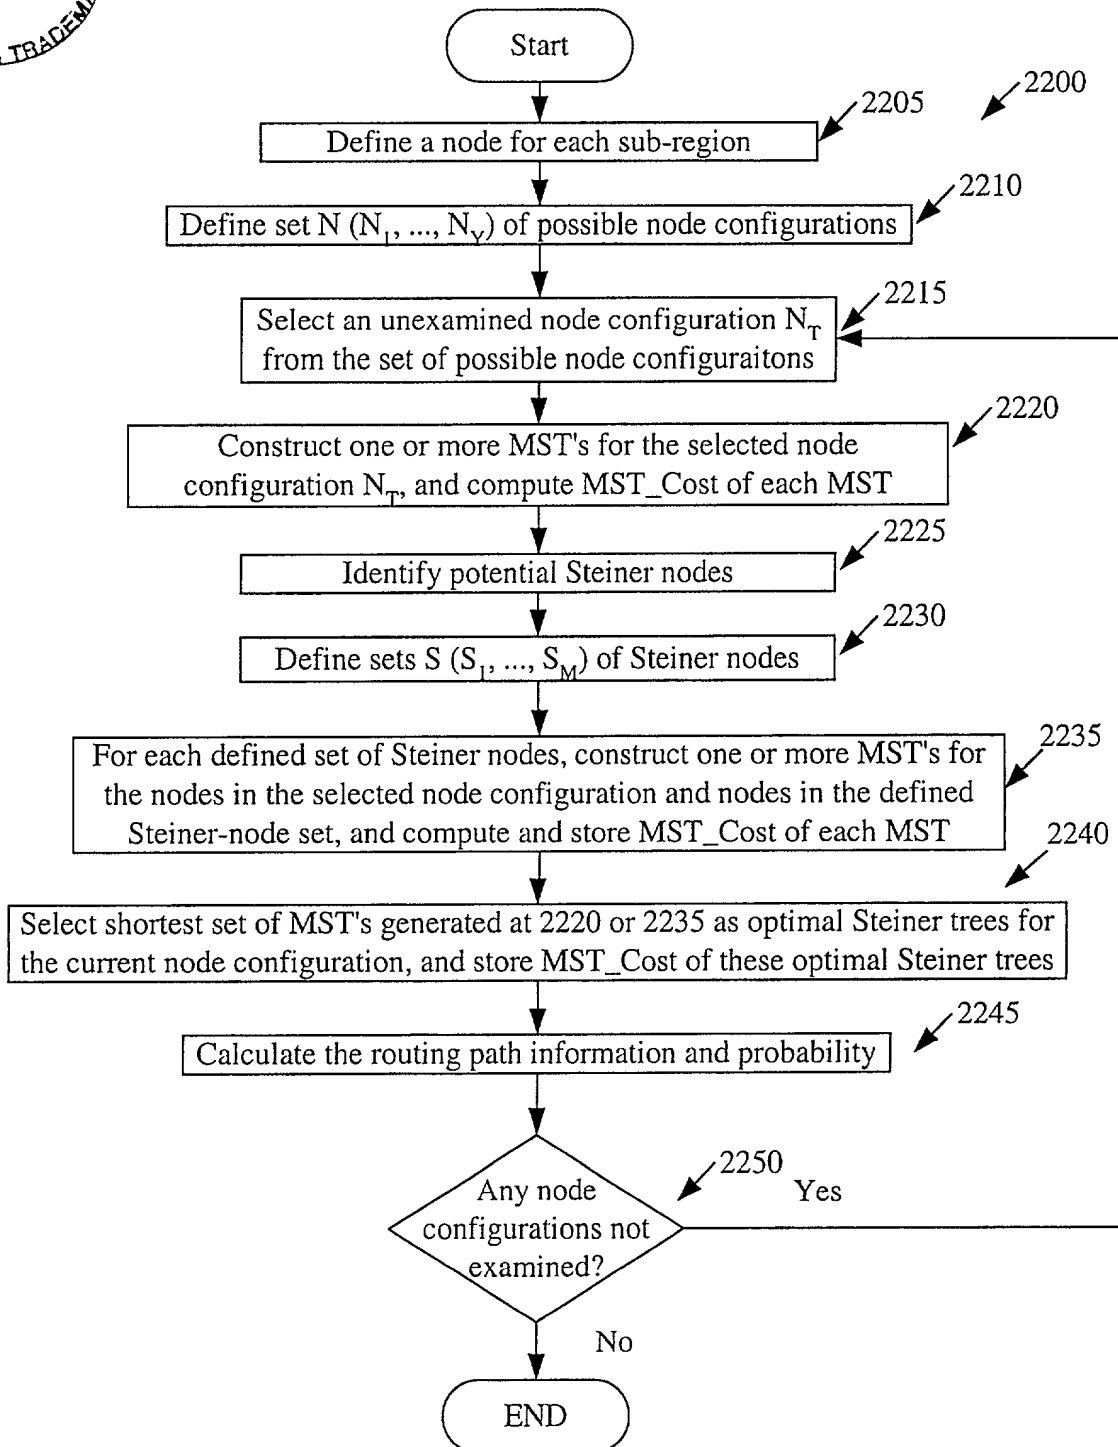 TRADEM
Start
2200
2205
Define a node for each sub-region
2210
Define set N (N1, ..., NY) of possible node configurations
2215
Select an unexamined node configuration NT
from the set of possible node configuraitons
2220
Construct one or more MST's for the selected node
configuration NT, and compute MST_Cost of each MST
2225
Identify potential Steiner nodes
2230
Define sets S (S1, ..., SM) of Steiner nodes
2235
For each defined set of Steiner nodes, construct one or more MST's for
the nodes in the selected node configuration and nodes in the defined
Steiner-node set, and compute and store MST_Cost of each MST
2240
Select shortest set of MST's generated at 2220 or 2235 as optimal Steiner trees for
the current node configuration, and store MST_Cost of these optimal Steiner trees
2245
Calculate the routing path information and probability
2250
Any node
configurations not
examined?
Yes
No
END